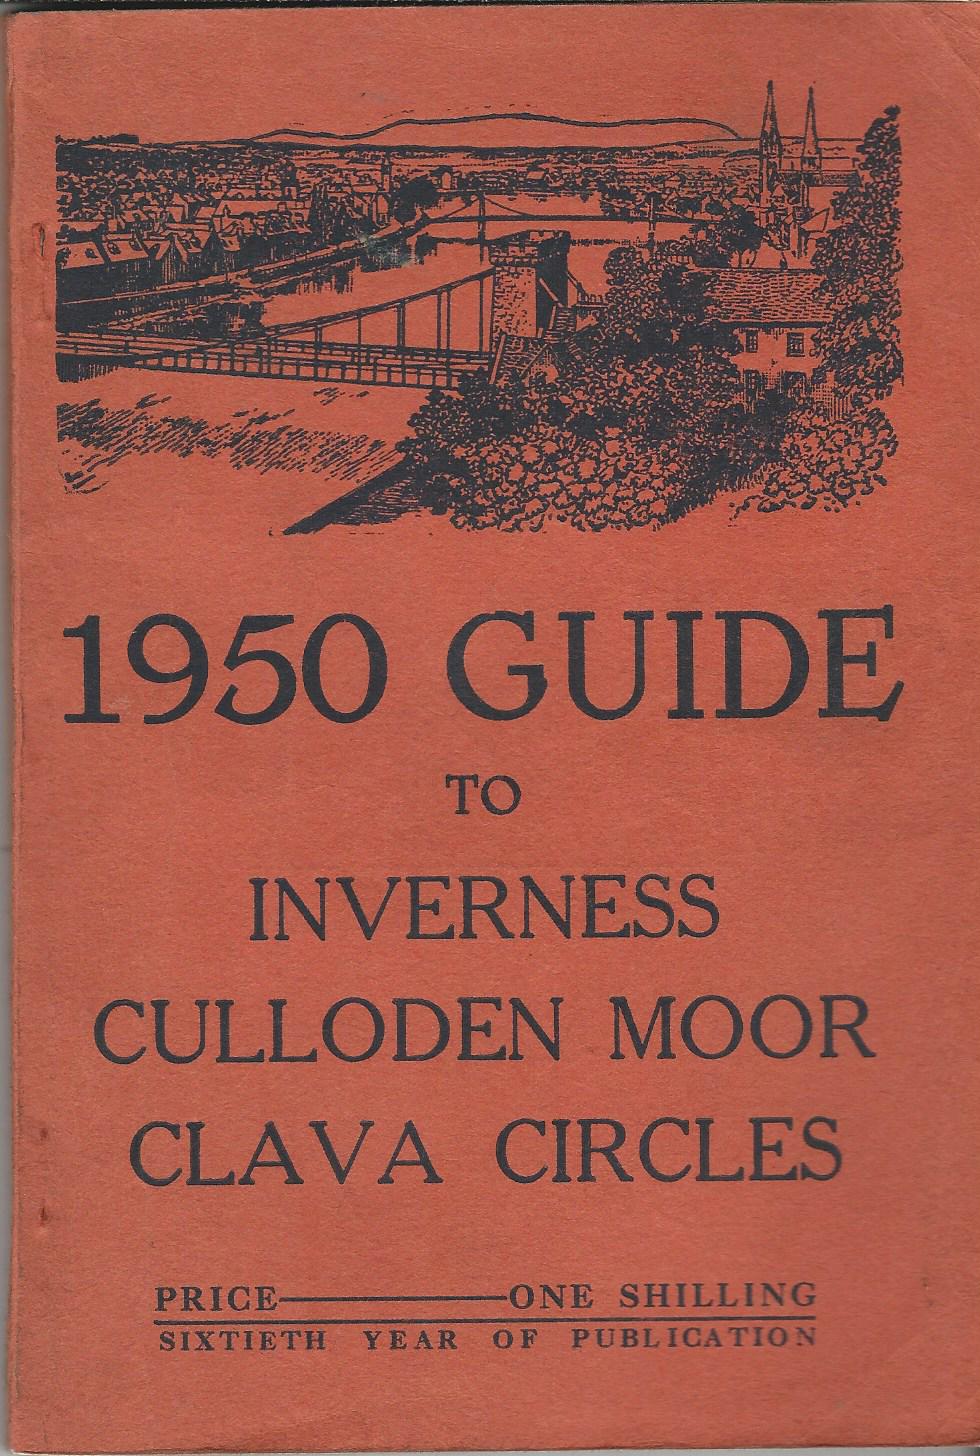 1950 GUIDE
TO
INVERNESS
CULLODEN MOOR
CLAVA CIRCLES
PRICE————ONE SHILLING
SIXTIETH YEAR OF PUBLICATION